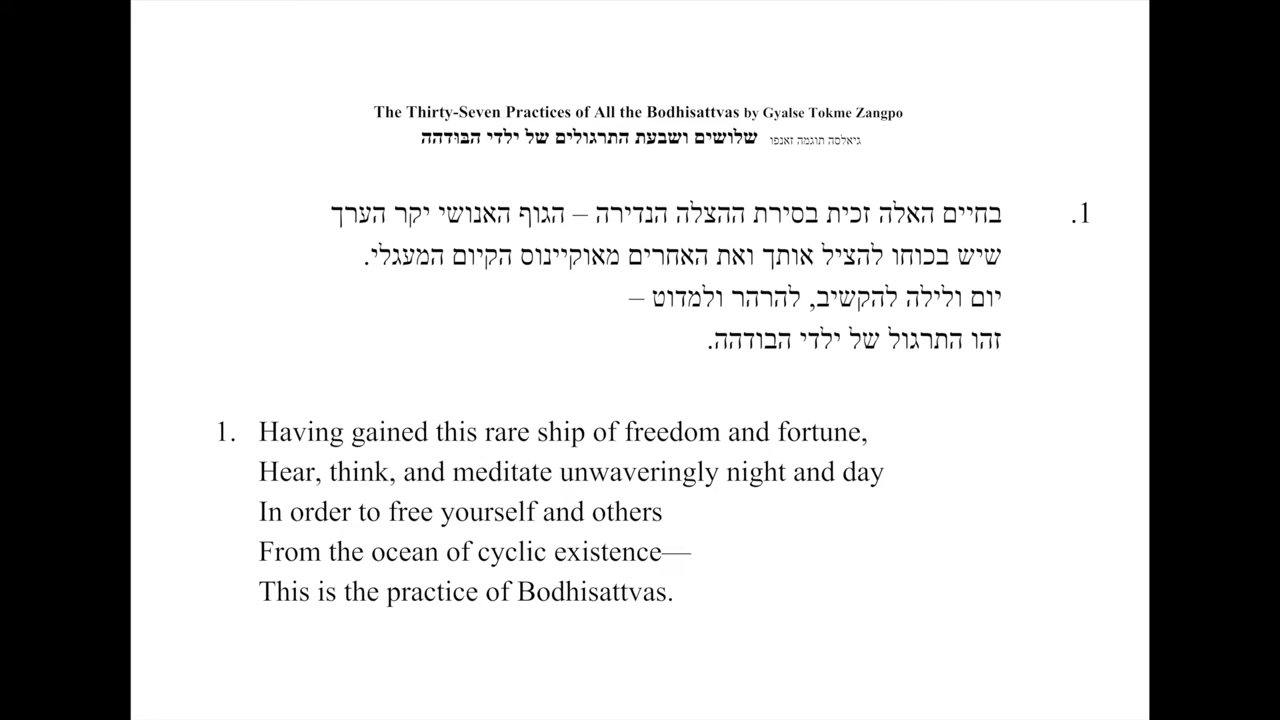 The Thirty-Seven Practices of All the Bodhisattvas by Gyalse Tokme Zangpo
שלושים ושבעת התרגולים של ילדי הבּוּדהה גיאלסה תוגמה זאנפו
1. בחיים האלה זכית בסירת ההצלה הנדירה – הגוף האנושי יקר הערך
שיש בכוחו להציל אותך ואת האחרים מאוקיינוס הקיום המעגלי.
יום ולילה להקשיב, להרהר ולמדוט –
זהו התרגול של ילדי הבודהה.
1. Having gained this rare ship of freedom and fortune,
Hear, think, and meditate unwaveringly night and day
In order to free yourself and others
From the ocean of cyclic existence—
This is the practice of Bodhisattvas.